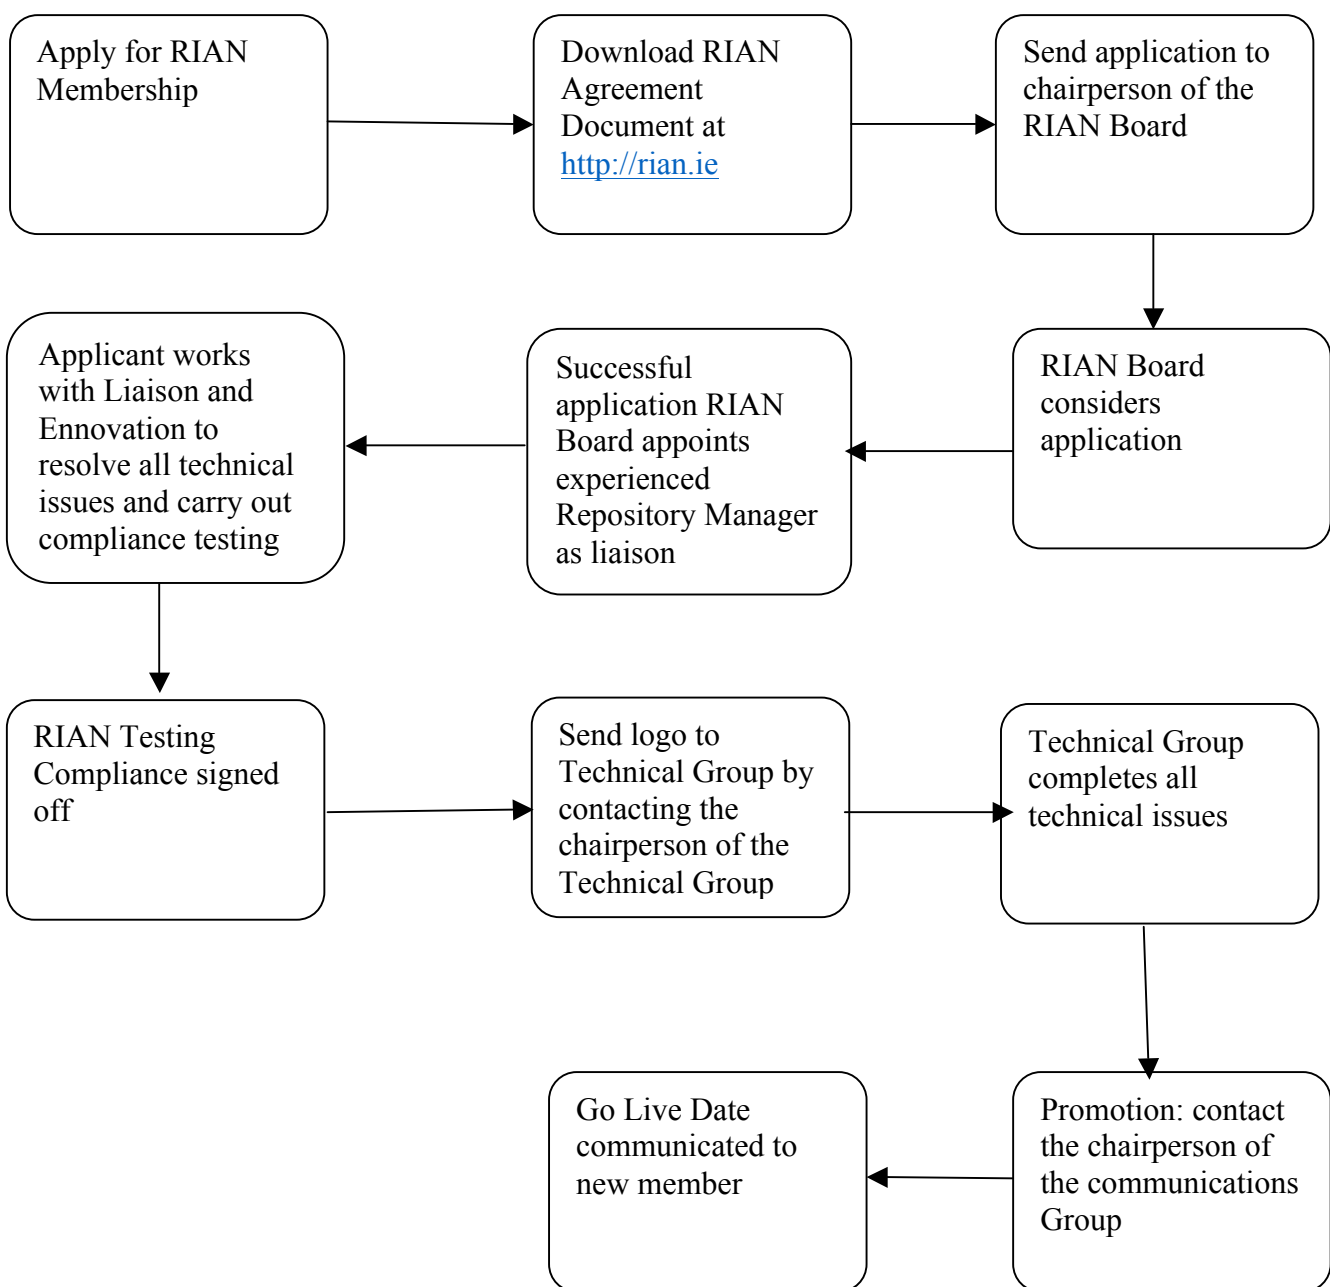 Apply for RIAN
Membership
Download RIAN
Agreement
Document at
http://rian.ie
Send application to
chairperson of the
RIAN Board
RIAN Board
considers
application
Successful
application RIAN
Board appoints
experienced
Repository Manager
as liaison
Applicant works
with Liaison and
Ennovation to
resolve all technical
issues and carry out
compliance testing
RIAN Testing
Compliance signed
off
Send logo to
Technical Group by
contacting the
chairperson of the
Technical Group
Technical Group
completes all
technical issues
Promotion: contact
the chairperson of
the communications
Group
Go Live Date
communicated to
new member